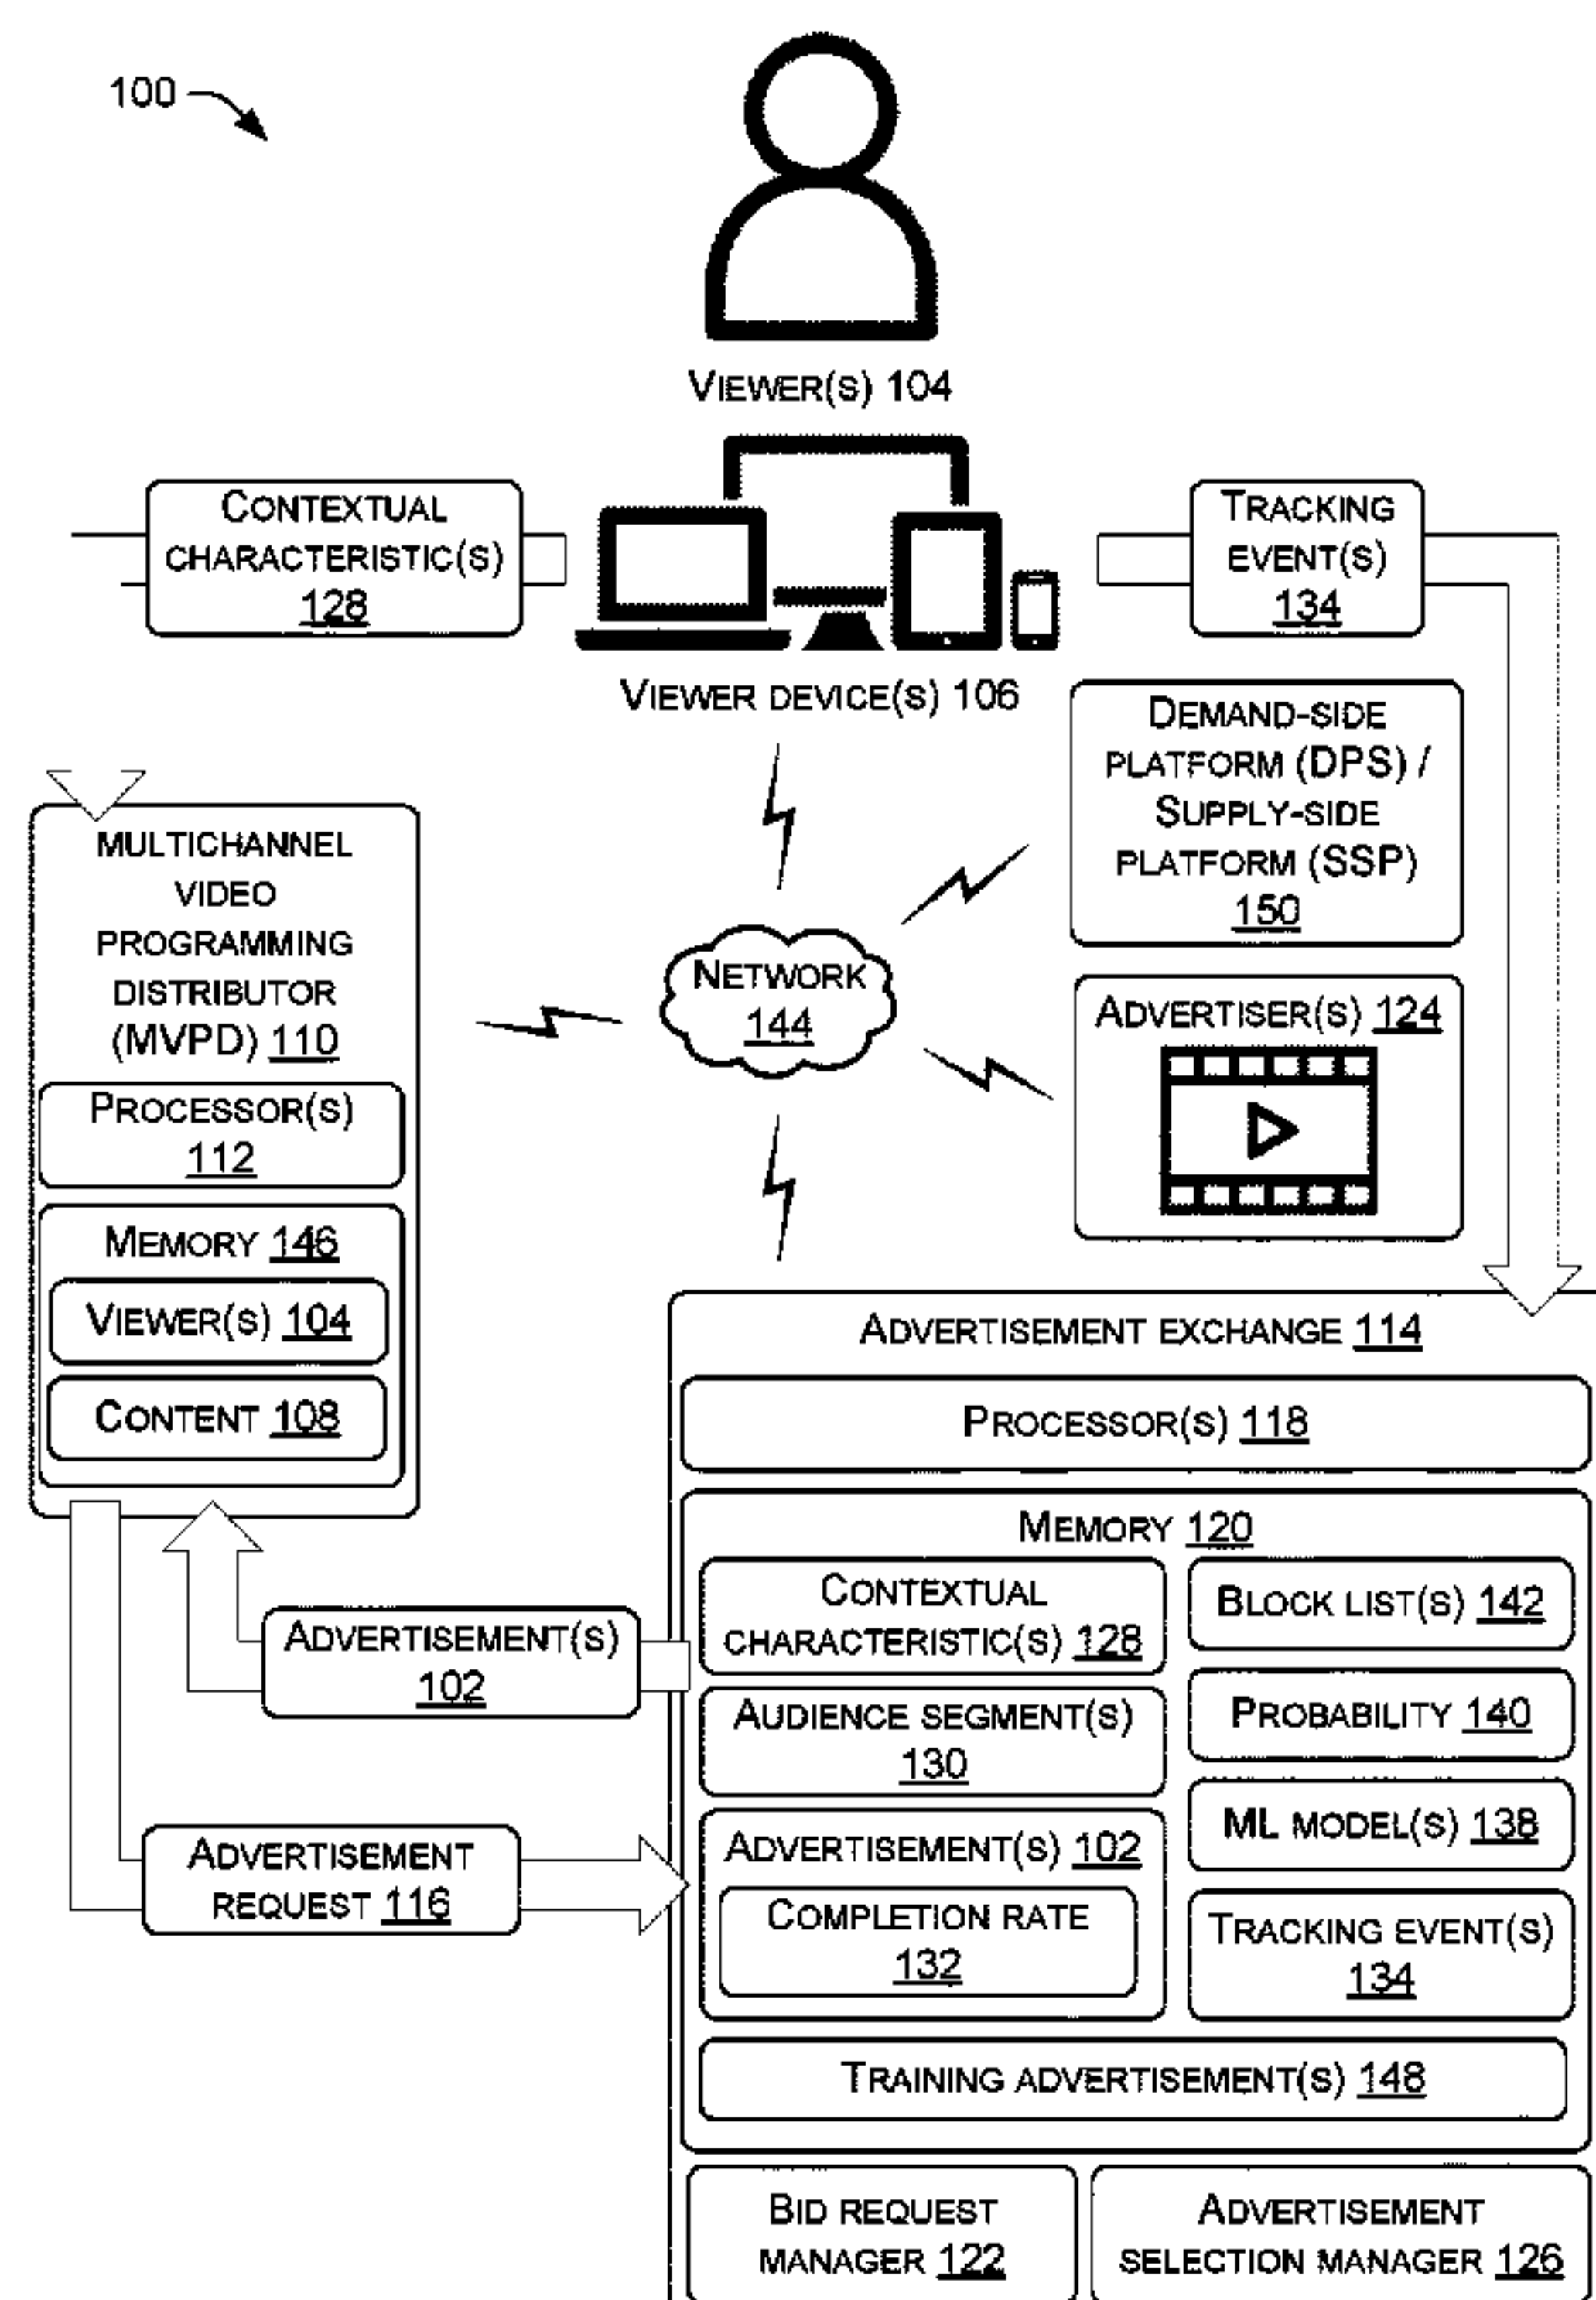 100
VIEWER(S) 104
CONTEXTUAL
CHARACTERISTIC(S)
128
TRACKING
EVENT(S)
134
VIEWER DEVICE(S) 106
DEMAND-SIDE
PLATFORM (DPS) /
SUPPLY-SIDE
PLATFORM (SSP)
150
MULTICHANNEL
VIDEO
PROGRAMMING
DISTRIBUTOR
(MVPD) 110
NETWORK
144
ADVERTISER(S) 124
PROCESSOR(S)
112
MEMORY 146
VIEWER(S) 104
CONTENT 108
ADVERTISEMENT EXCHANGE 114
PROCESSOR(S) 118
MEMORY 120
CONTEXTUAL
CHARACTERISTIC(S) 128
BLOCK LIST(S) 142
ADVERTISEMENT(S)
102
AUDIENCE SEGMENT(S)
130
PROBABILITY 140
ML MODEL(S) 138
ADVERTISEMENT
REQUEST 116
ADVERTISEMENT(S) 102
COMPLETION RATE
132
TRACKING EVENT(S)
134
TRAINING ADVERTISEMENT(S) 148
BID REQUEST
MANAGER 122
ADVERTISEMENT
SELECTION MANAGER 126